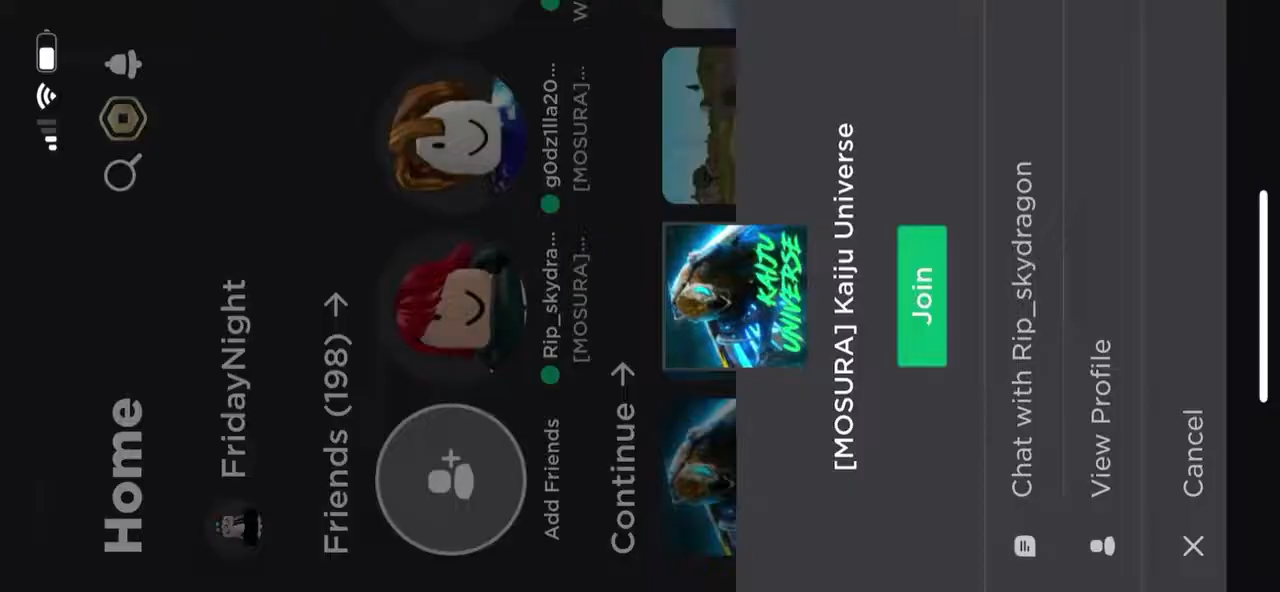 Home
FridayNight
Friends (198) →
Add Friends
Rip_skydra...
[MOSURA]...
g0dz1lla20...
[MOSURA]...
W
Continue →
KAIJU
UNIVERSE
[MOSURA] Kaiju Universe
Join
Chat with Rip_skydragon
View Profile
Cancel